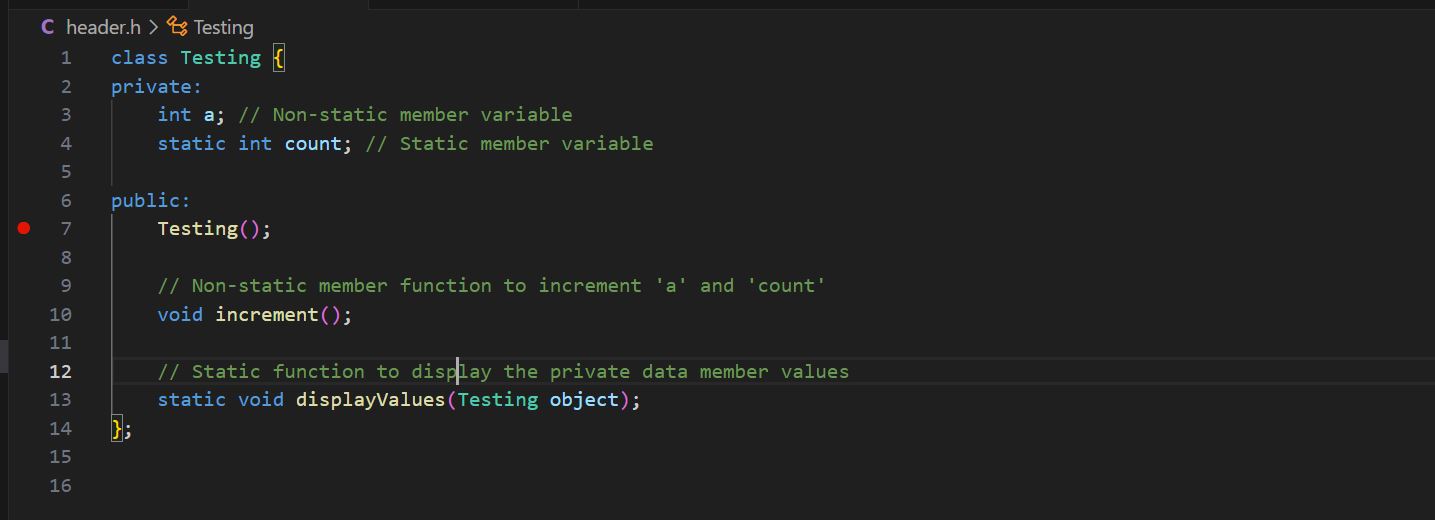 C header.h > Testing
1 class Testing {
2 private:
3     int a; // Non-static member variable
4     static int count; // Static member variable
5
6 public:
7     Testing();
8
9     // Non-static member function to increment 'a' and 'count'
10     void increment();
11
12     // Static function to display the private data member values
13     static void displayValues(Testing object);
14 };
15
16